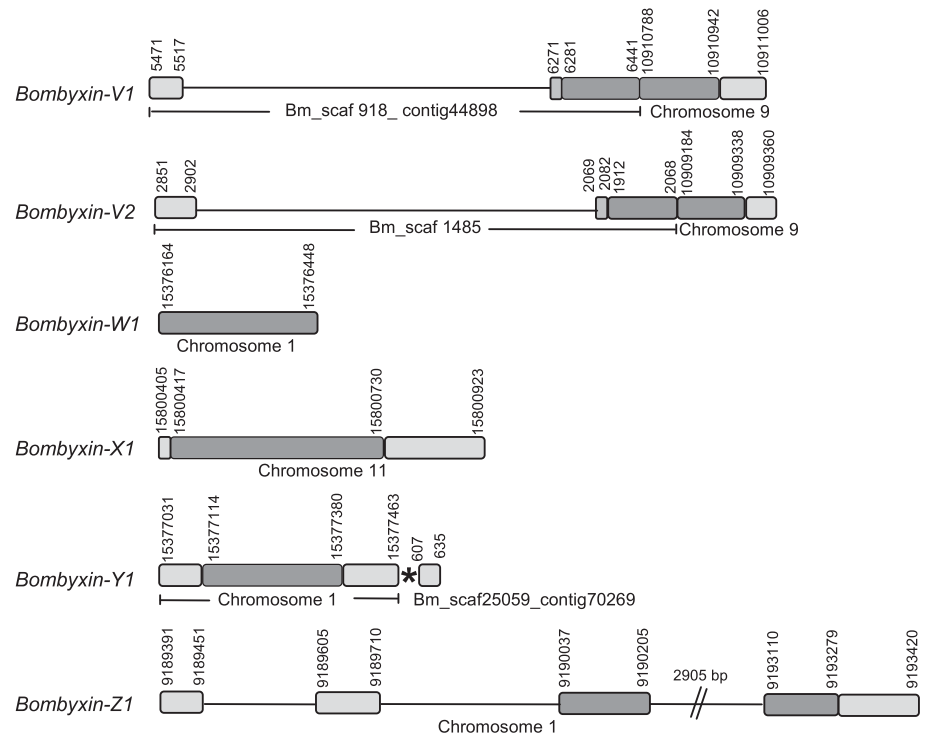 5471 5517 6271 6281 6441 10910788 10910942 10911006
Bombyxin-V1
Bm_scaf 918_ contig44898 Chromosome 9
2851 2902 2069 2082 1912 2068 10909184 10909338 10909360
Bombyxin-V2
Bm_scaf 1485 Chromosome 9
15376164 15376448
Bombyxin-W1
Chromosome 1
15800405 15800417 15800730 15800923
Bombyxin-X1
Chromosome 11
15377031 15377114 15377380 15377463 607 635
Bombyxin-Y1 *
Chromosome 1 Bm_scaf25059_contig70269
9189391 9189451 9189605 9189710 9190037 9190205 2905 bp 9193110 9193279 9193420
Bombyxin-Z1
Chromosome 1